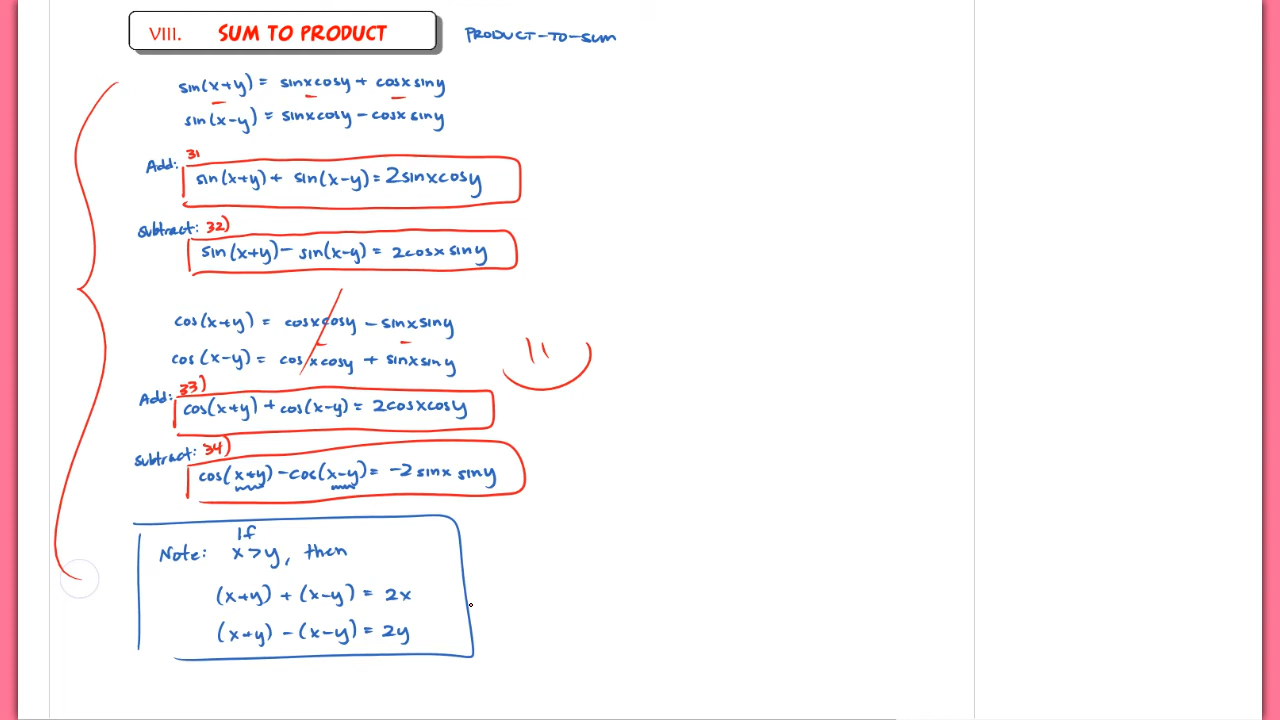 VIII. SUM TO PRODUCT PRODUCT-TO-SUM
sin(x+y) = sinxcosy + cosxsiny
sin(x-y) = sinxcosy - cosxsiny
Add: 31
sin(x+y) + sin(x-y) = 2sinxcosy
Subtract: 32)
sin(x+y) - sin(x-y) = 2cosxsiny
cos(x+y) = cosxcosy - sinxsiny
cos(x-y) = cosxcosy + sinxsiny
Add: 33)
cos(x+y) + cos(x-y) = 2cosxcosy
Subtract: 34)
cos(x+y) - cos(x-y) = -2 sinx siny
If
Note: x > y, then
(x+y) + (x-y) = 2x
(x+y) - (x-y) = 2y